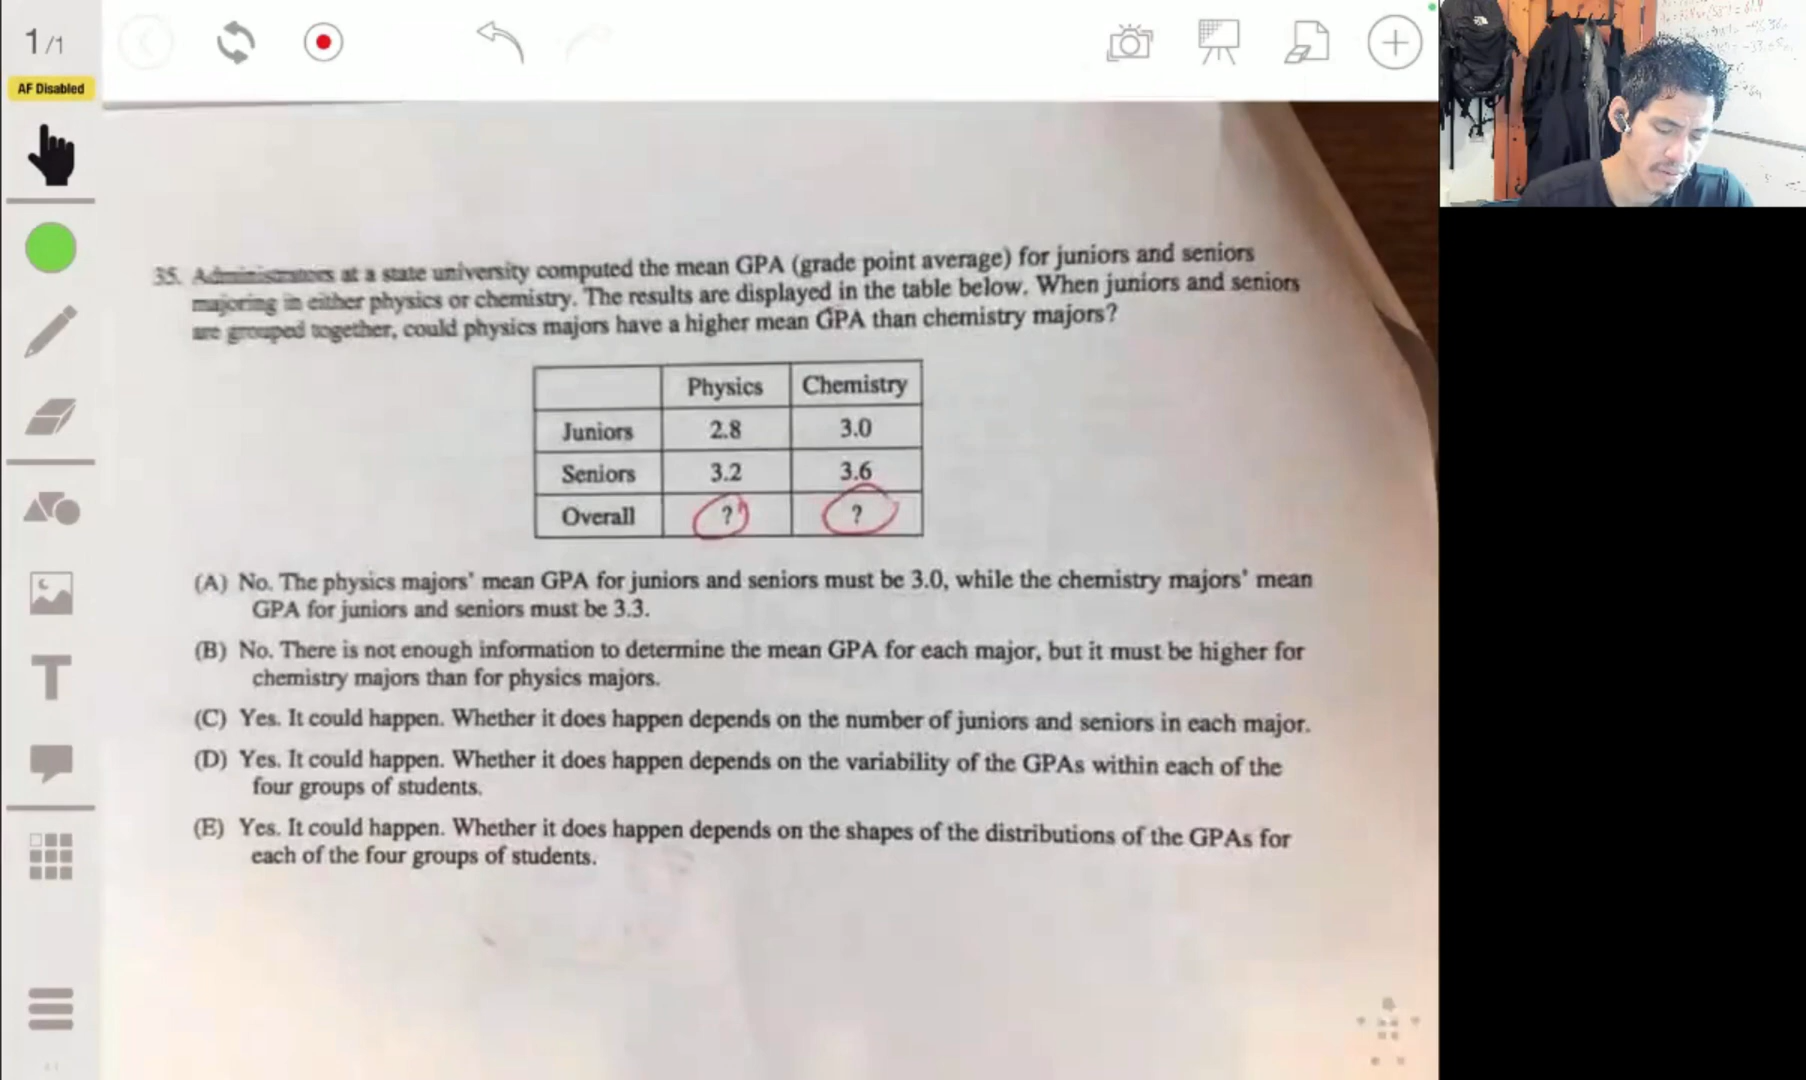 1/1
AF Disabled
35. Administrators at a state university computed the mean GPA (grade point average) for juniors and seniors
majoring in either physics or chemistry. The results are displayed in the table below. When juniors and seniors
are grouped together, could physics majors have a higher mean GPA than chemistry majors?
Physics Chemistry
Juniors 2.8 3.0
Seniors 3.2 3.6
Overall ? ?
(A) No. The physics majors' mean GPA for juniors and seniors must be 3.0, while the chemistry majors' mean
GPA for juniors and seniors must be 3.3.
(B) No. There is not enough information to determine the mean GPA for each major, but it must be higher for
chemistry majors than for physics majors.
(C) Yes. It could happen. Whether it does happen depends on the number of juniors and seniors in each major.
(D) Yes. It could happen. Whether it does happen depends on the variability of the GPAs within each of the
four groups of students.
(E) Yes. It could happen. Whether it does happen depends on the shapes of the distributions of the GPAs for
each of the four groups of students.
T